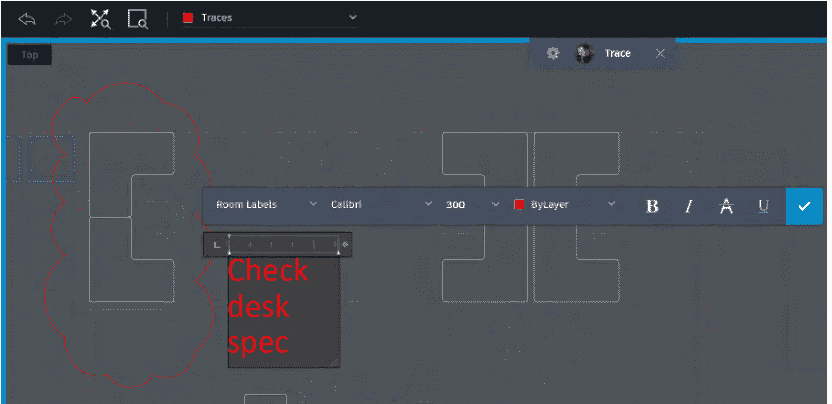 Traces
Top
Trace
Room Labels
Calibri
300
ByLayer
B I A U
L
Check
desk
spec